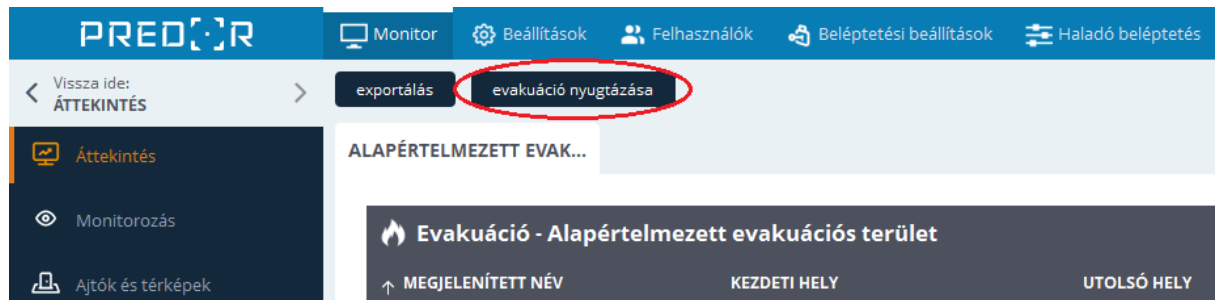 PRED[·]R
Monitor
Beállítások
Felhasználók
Beléptetési beállítások
Haladó beléptetés
Vissza ide:
ÁTTEKINTÉS
exportálás
evakuáció nyugtázása
Áttekintés
ALAPÉRTELMEZETT EVAK...
Monitorozás
Evakuáció - Alapértelmezett evakuációs terület
Ajtók és térképek
MEGJELENÍTETT NÉV
KEZDETI HELY
UTOLSÓ HELY